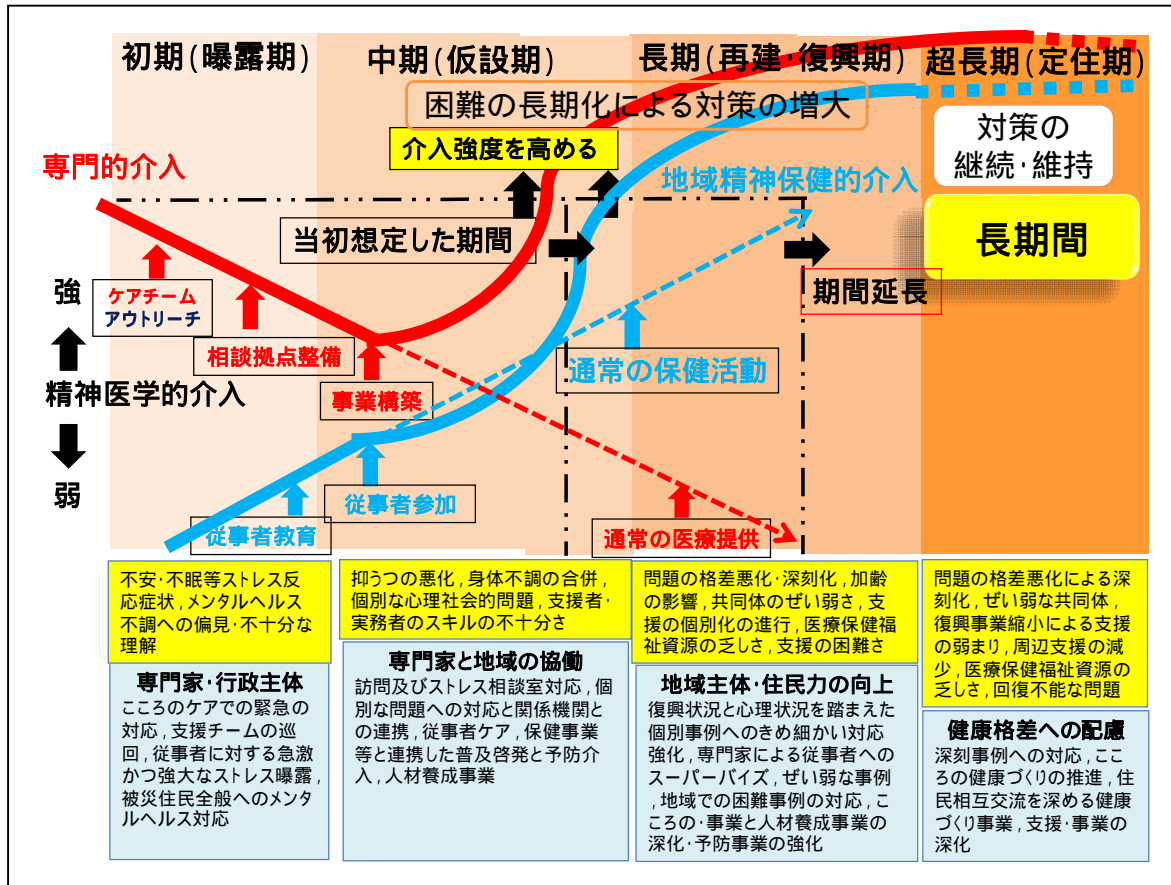 初期(曝露期)
中期(仮設期)
長期(再建·復興期)
超長期(定住期)
困難の長期化による対策の増大
介入強度を高める
専門的介入
地域精神保健的介入
対策の
継続·維持
長期間
当初想定した期間
期間延長
強
精神医学的介入
弱
ケアチーム
アウトリーチ
相談拠点整備
事業構築
通常の保健活動
従事者参加
従事者教育
通常の医療提供
不安·不眠等ストレス反
応症状,メンタルヘルス
不調への偏見·不十分な
理解
抑うつの悪化,身体不調の合併,
個別な心理社会的問題,支援者·
実務者のスキルの不十分さ
問題の格差悪化·深刻化,加齢
の影響,共同体のぜい弱さ,支
援の個別化の進行,医療保健福
祉資源の乏しさ,支援の困難さ
問題の格差悪化による深
刻化,ぜい弱な共同体,
復興事業縮小による支援
の弱まり,周辺支援の減
少,医療保健福祉資源の
乏しさ,回復不能な問題
専門家·行政主体
こころのケアでの緊急の
対応,支援チームの巡
回,従事者に対する急激
かつ強大なストレス曝露,
被災住民全般へのメンタ
ルヘルス対応
専門家と地域の協働
訪問及びストレス相談室対応,個
別な問題への対応と関係機関と
の連携,従事者ケア,保健事業
等と連携した普及啓発と予防介
入,人材養成事業
地域主体·住民力の向上
復興状況と心理状況を踏まえた
個別事例へのきめ細かい対応
強化,専門家による従事者への
スーパーバイズ,ぜい弱な事例
,地域での困難事例の対応,こ
ころの·事業と人材養成事業の
深化·予防事業の強化
健康格差への配慮
深刻事例への対応,ここ
ろの健康づくりの推進,住
民相互交流を深める健康
づくり事業,支援·事業の
深化